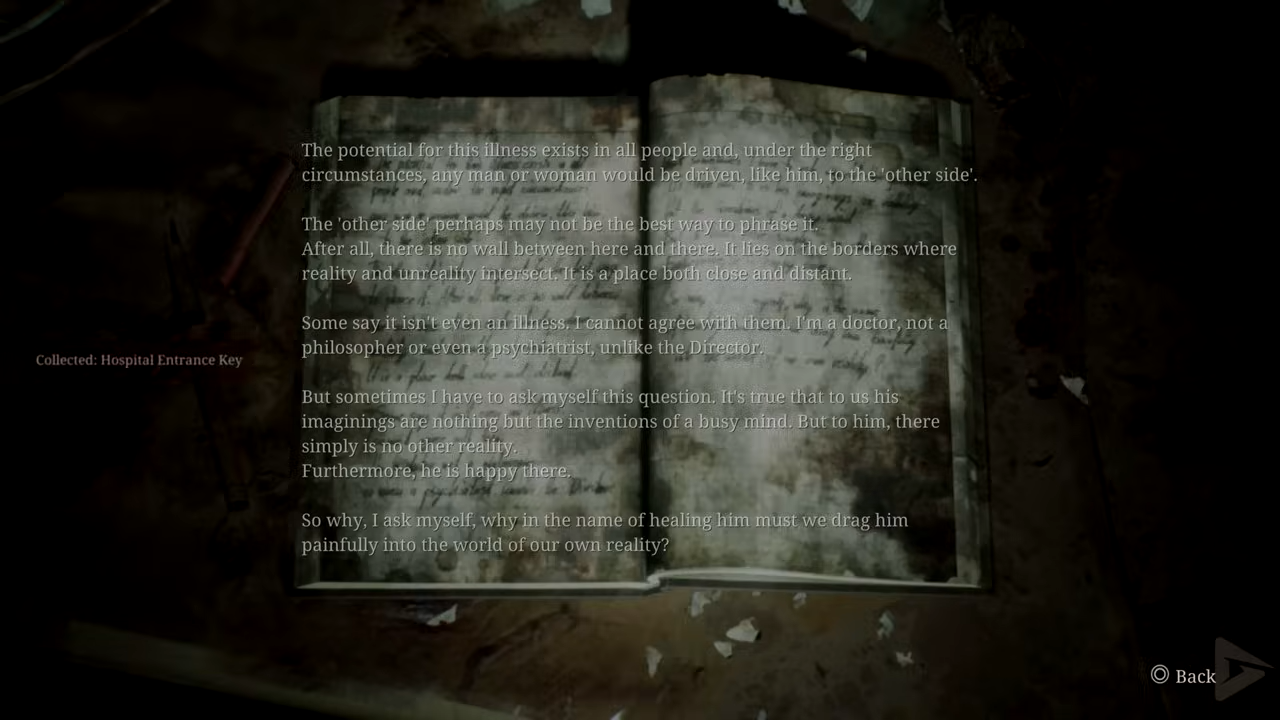 The potential for this illness exists in all people and, under the right
circumstances, any man or woman would be driven, like him, to the 'other side'.
The 'other side' perhaps may not be the best way to phrase it.
After all, there is no wall between here and there. It lies on the borders where
reality and unreality intersect. It is a place both close and distant.
Some say it isn't even an illness. I cannot agree with them. I'm a doctor, not a
philosopher or even a psychiatrist, unlike the Director.
Collected: Hospital Entrance Key
But sometimes I have to ask myself this question. It's true that to us his
imaginings are nothing but the inventions of a busy mind. But to him, there
simply is no other reality.
Furthermore, he is happy there.
So why, I ask myself, why in the name of healing him must we drag him
painfully into the world of our own reality?
Back